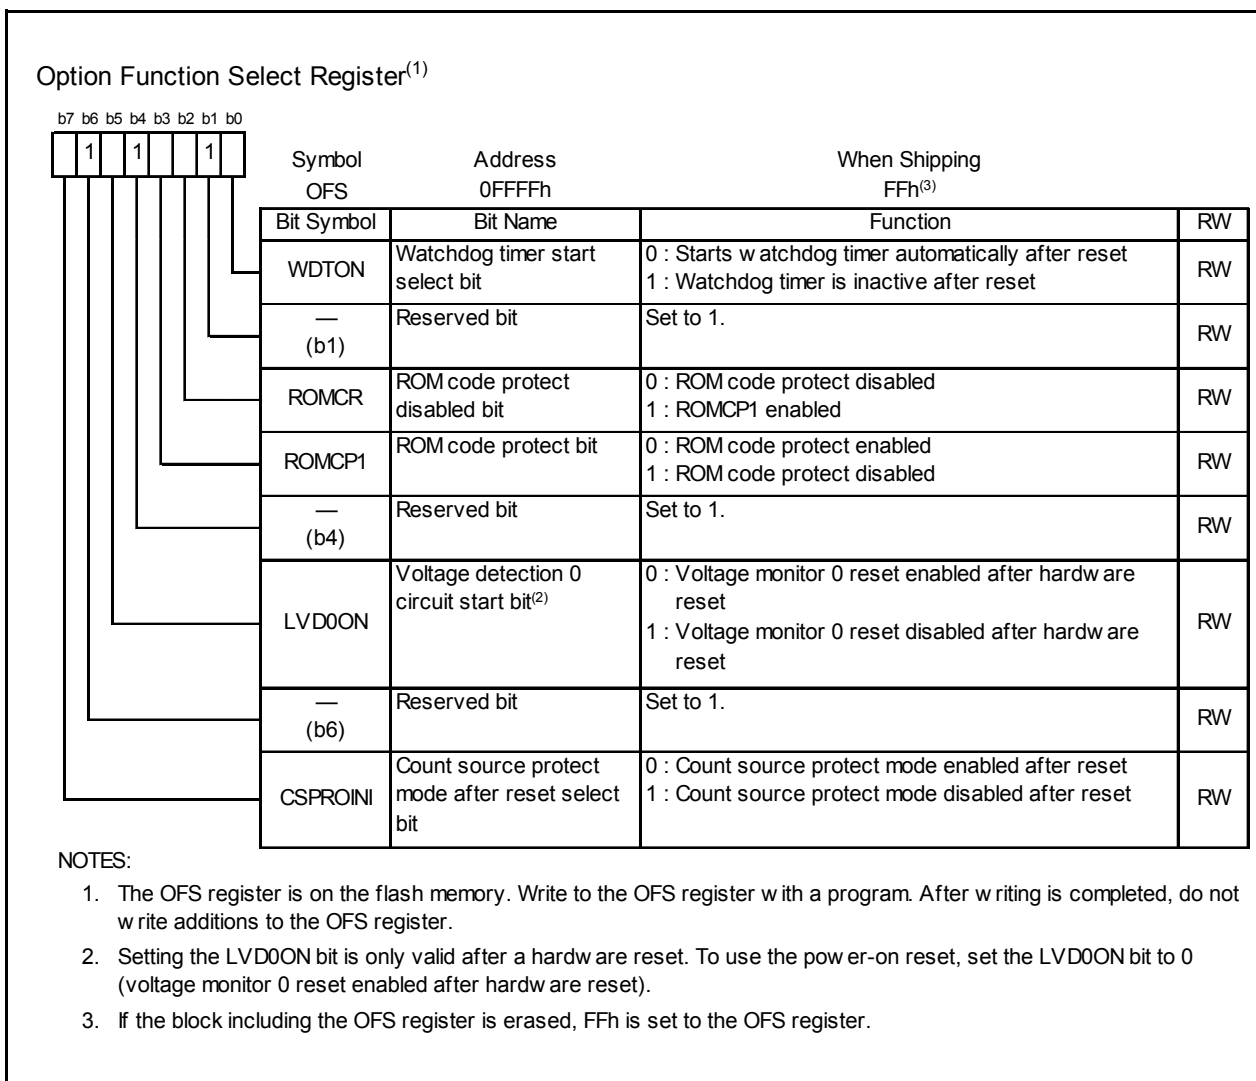 Option Function Select Register(1)
b7 b6 b5 b4 b3 b2 b1 b0
1 1 1
Symbol Address When Shipping
OFS 0FFFFh FFh(3)
Bit Symbol Bit Name Function RW
WDTON Watchdog timer start select bit 0 : Starts watchdog timer automatically after reset RW
1 : Watchdog timer is inactive after reset
— (b1) Reserved bit Set to 1. RW
ROMCR ROM code protect disabled bit 0 : ROM code protect disabled RW
1 : ROMCP1 enabled
ROMCP1 ROM code protect bit 0 : ROM code protect enabled RW
1 : ROM code protect disabled
— (b4) Reserved bit Set to 1. RW
LVD0ON Voltage detection 0 circuit start bit(2) 0 : Voltage monitor 0 reset enabled after hardware reset RW
1 : Voltage monitor 0 reset disabled after hardware reset
— (b6) Reserved bit Set to 1. RW
CSPROINI Count source protect mode after reset select bit 0 : Count source protect mode enabled after reset RW
1 : Count source protect mode disabled after reset
NOTES:
1. The OFS register is on the flash memory. Write to the OFS register with a program. After writing is completed, do not
write additions to the OFS register.
2. Setting the LVD0ON bit is only valid after a hardware reset. To use the power-on reset, set the LVD0ON bit to 0
(voltage monitor 0 reset enabled after hardware reset).
3. If the block including the OFS register is erased, FFh is set to the OFS register.